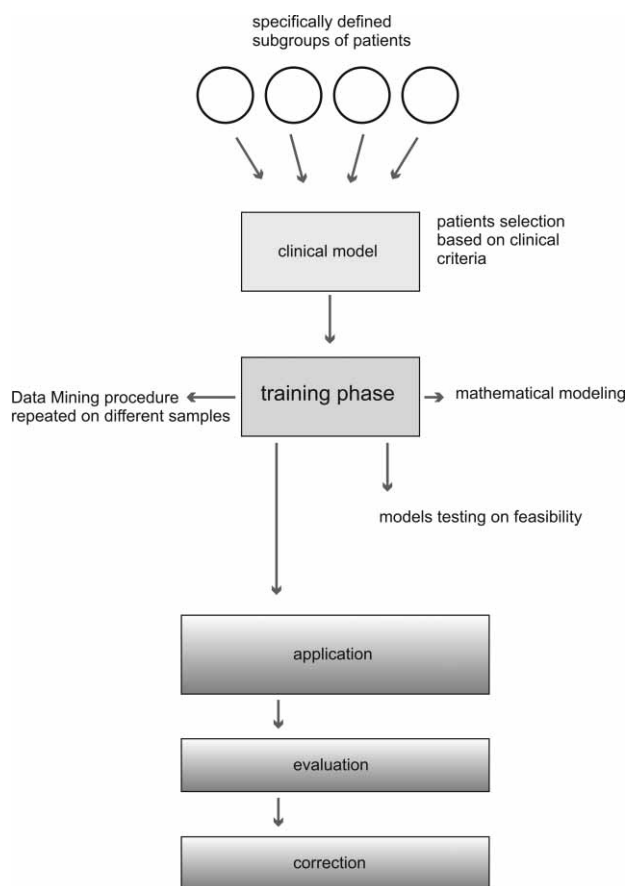 specifically defined
subgroups of patients
clinical model
patients selection
based on clinical
criteria
training phase
Data Mining procedure
repeated on different samples
mathematical modeling
models testing on feasibility
application
evaluation
correction